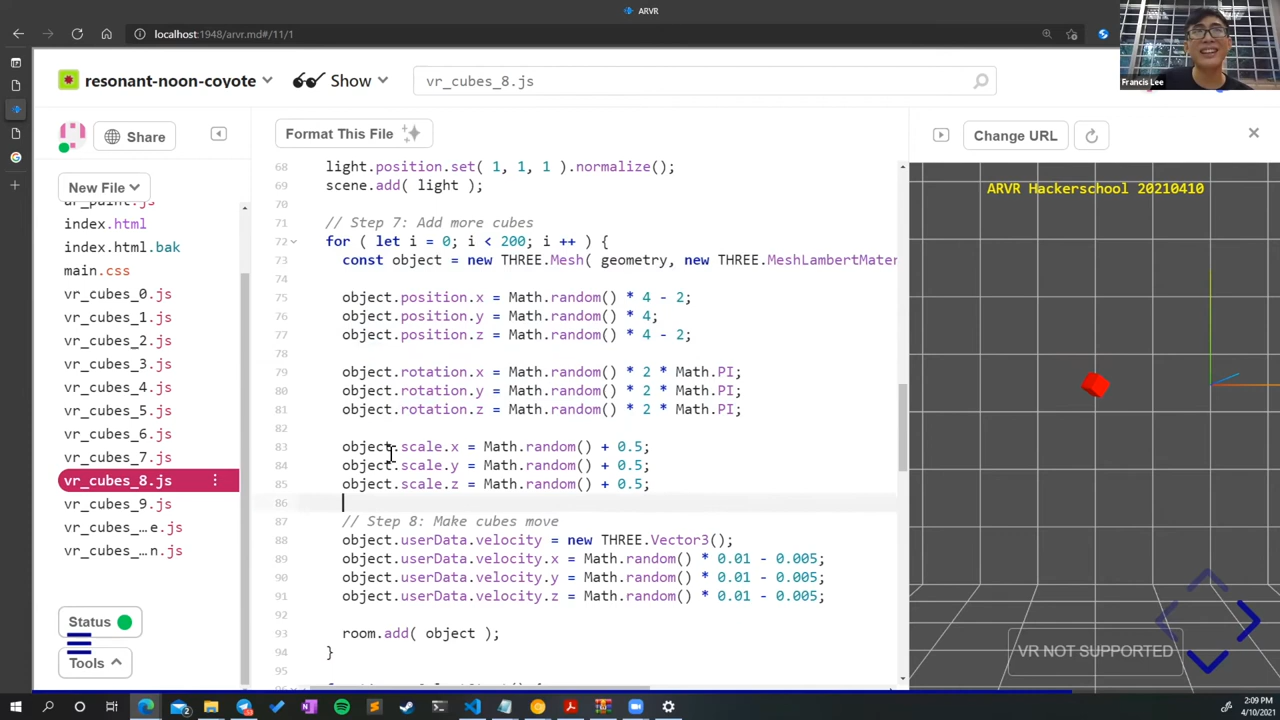 ARVR
localhost:1948/arvr.md#/11/1
Francis Lee
resonant-noon-coyote
Show
vr_cubes_8.js
Share
Format This File
Change URL
New File
ar_paint.js
index.html
index.html.bak
main.css
vr_cubes_0.js
vr_cubes_1.js
vr_cubes_2.js
vr_cubes_3.js
vr_cubes_4.js
vr_cubes_5.js
vr_cubes_6.js
vr_cubes_7.js
vr_cubes_8.js
vr_cubes_9.js
vr_cubes_…e.js
vr_cubes_…n.js
Status
Tools
68 light.position.set( 1, 1, 1 ).normalize();
69 scene.add( light );
70
71 // Step 7: Add more cubes
72 for ( let i = 0; i < 200; i ++ ) {
73 const object = new THREE.Mesh( geometry, new THREE.MeshLambertMater
74
75 object.position.x = Math.random() * 4 - 2;
76 object.position.y = Math.random() * 4;
77 object.position.z = Math.random() * 4 - 2;
78
79 object.rotation.x = Math.random() * 2 * Math.PI;
80 object.rotation.y = Math.random() * 2 * Math.PI;
81 object.rotation.z = Math.random() * 2 * Math.PI;
82
83 object.scale.x = Math.random() + 0.5;
84 object.scale.y = Math.random() + 0.5;
85 object.scale.z = Math.random() + 0.5;
86
87 // Step 8: Make cubes move
88 object.userData.velocity = new THREE.Vector3();
89 object.userData.velocity.x = Math.random() * 0.01 - 0.005;
90 object.userData.velocity.y = Math.random() * 0.01 - 0.005;
91 object.userData.velocity.z = Math.random() * 0.01 - 0.005;
92
93 room.add( object );
94 }
95
ARVR Hackerschool 20210410
VR NOT SUPPORTED
2:09 PM
4/10/2021